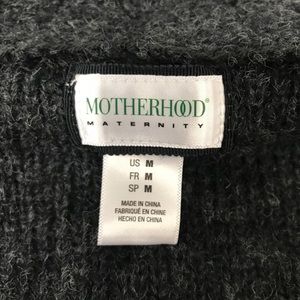 MOTHERHOOD®
MATERNITY
US M
FR M
SP M
MADE IN CHINA
FABRIQUÉ EN CHINE
HECHO EN CHINA